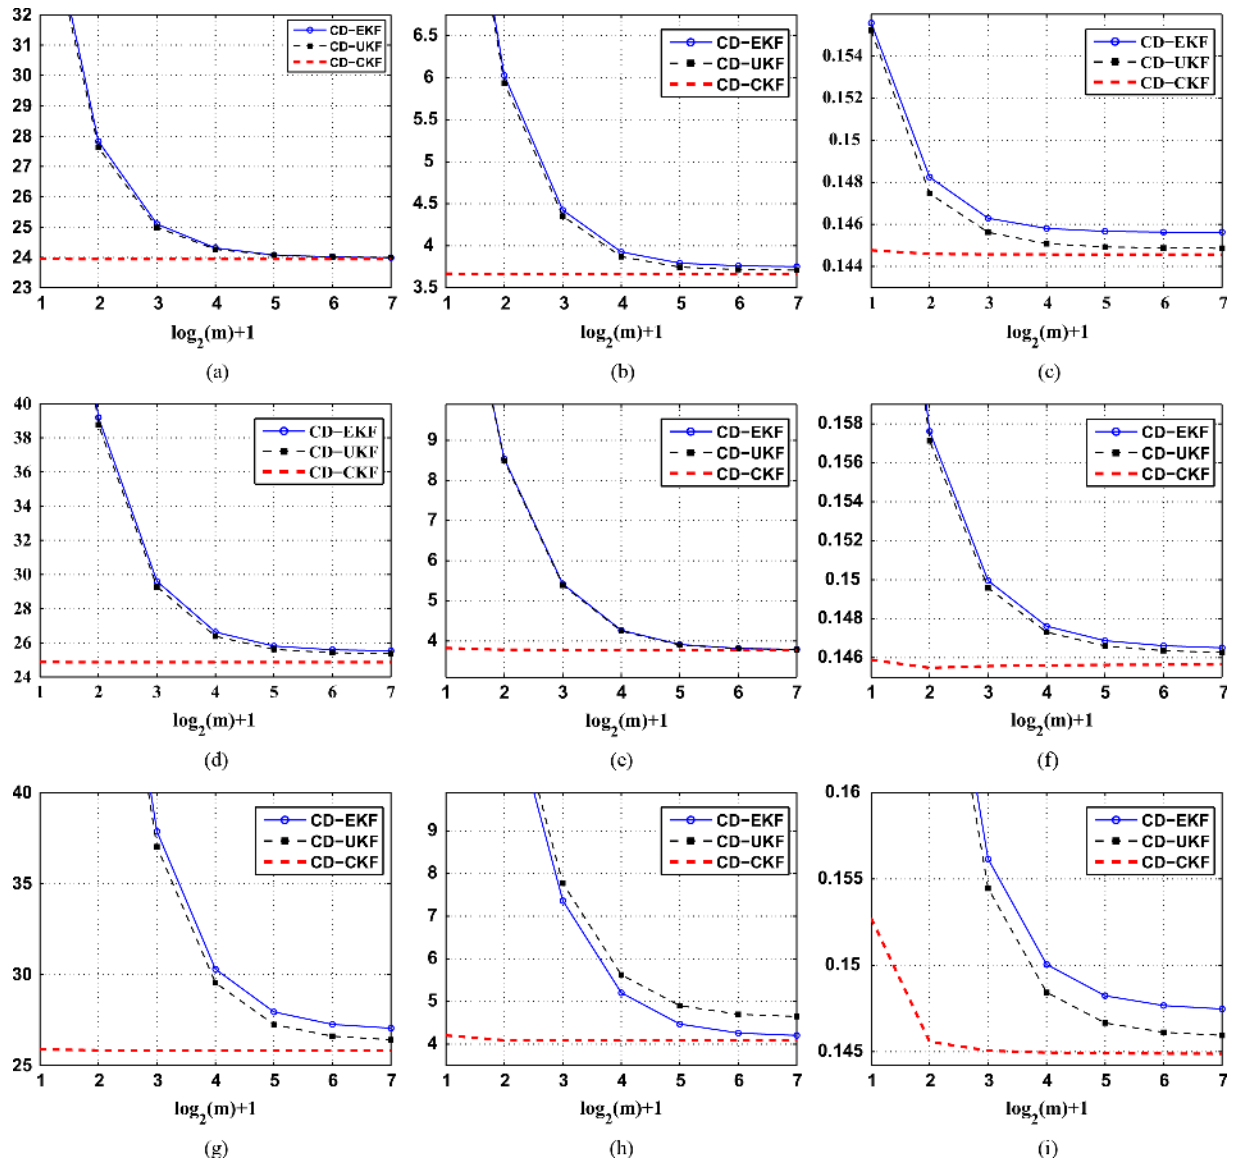 32
31
30
29
28
27
26
25
24
23
CD−EKF
CD−UKF
CD−CKF
1 2 3 4 5 6 7
log2(m)+1
(a)
6.5
6
5.5
5
4.5
4
3.5
CD−EKF
CD−UKF
CD−CKF
1 2 3 4 5 6 7
log2(m)+1
(b)
0.154
0.152
0.15
0.148
0.146
0.144
CD−EKF
CD−UKF
CD−CKF
1 2 3 4 5 6 7
log2(m)+1
(c)
40
38
36
34
32
30
28
26
24
CD−EKF
CD−UKF
CD−CKF
1 2 3 4 5 6 7
log2(m)+1
(d)
9
8
7
6
5
4
CD−EKF
CD−UKF
CD−CKF
1 2 3 4 5 6 7
log2(m)+1
(e)
0.158
0.156
0.154
0.152
0.15
0.148
0.146
CD−EKF
CD−UKF
CD−CKF
1 2 3 4 5 6 7
log2(m)+1
(f)
40
35
30
25
CD−EKF
CD−UKF
CD−CKF
1 2 3 4 5 6 7
log2(m)+1
(g)
9
8
7
6
5
4
CD−EKF
CD−UKF
CD−CKF
1 2 3 4 5 6 7
log2(m)+1
(h)
0.16
0.155
0.15
0.145
CD−EKF
CD−UKF
CD−CKF
1 2 3 4 5 6 7
log2(m)+1
(i)